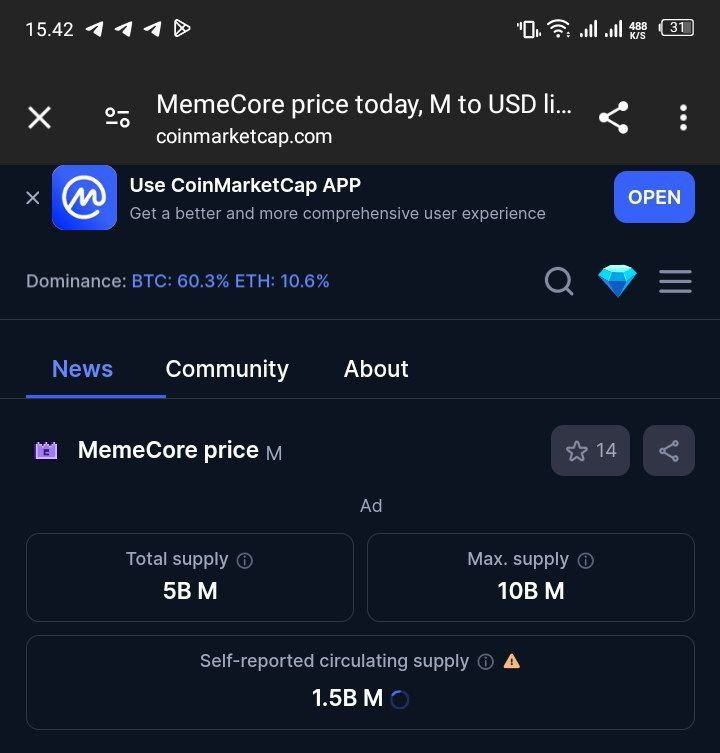 15.42
488
K/S
31
MemeCore price today, M to USD li...
coinmarketcap.com
Use CoinMarketCap APP
Get a better and more comprehensive user experience
OPEN
Dominance: BTC: 60.3% ETH: 10.6%
News Community About
MemeCore price M
14
Ad
Total supply
5B M
Max. supply
10B M
Self-reported circulating supply
1.5B M